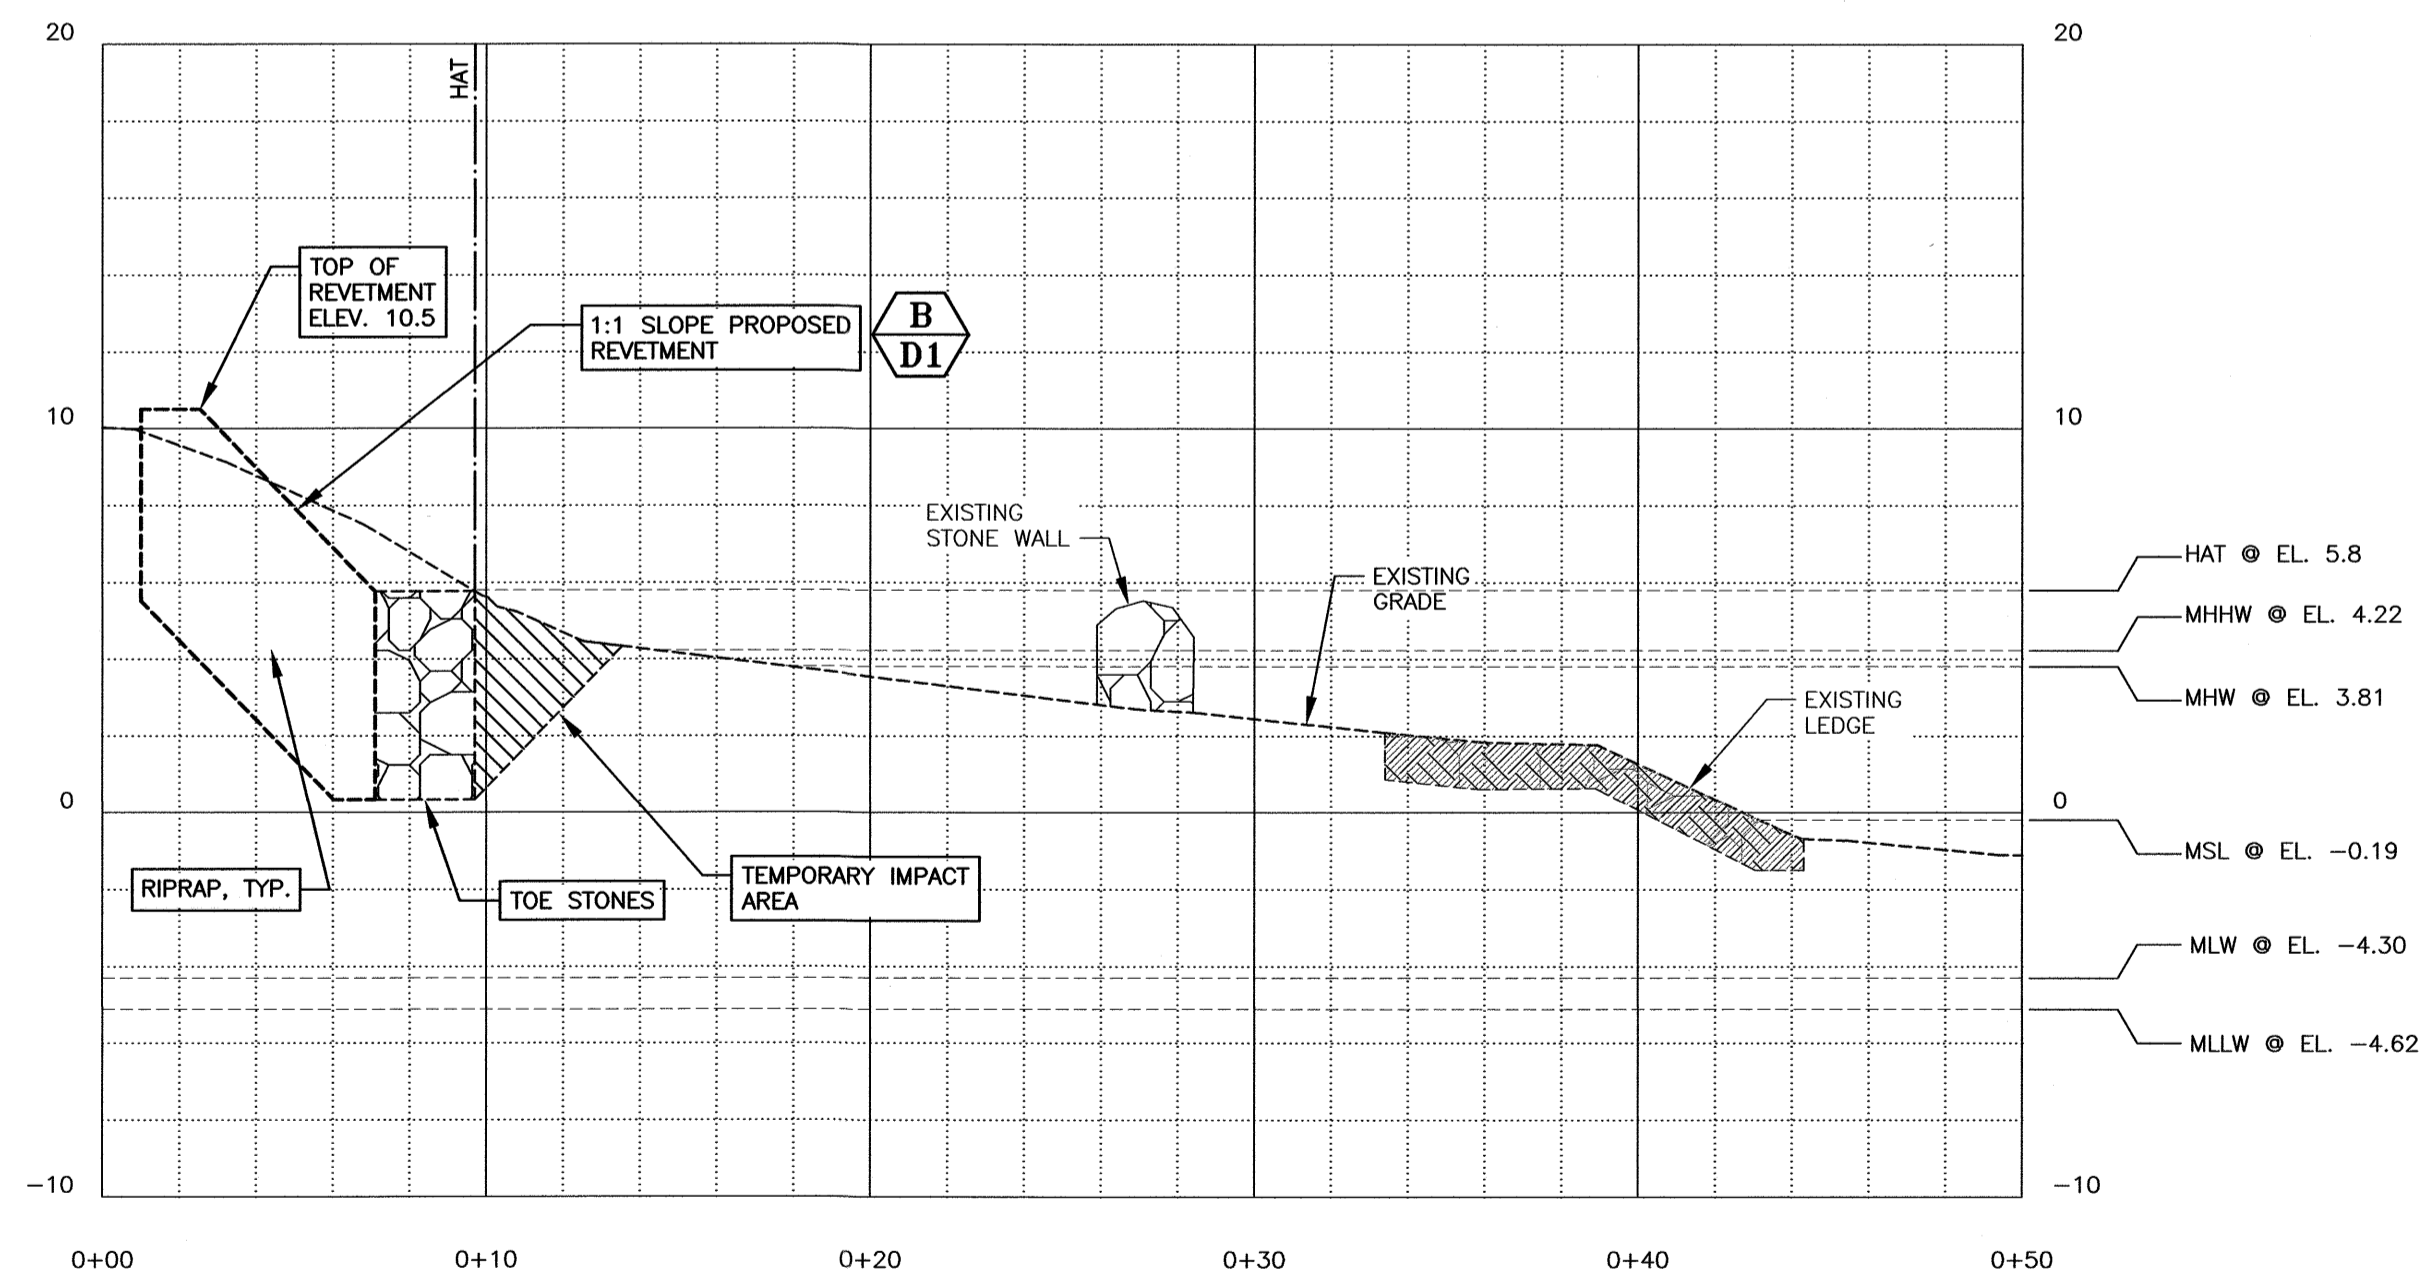 20
20
HAT
TOP OF
REVETMENT
ELEV. 10.5
1:1 SLOPE PROPOSED
REVETMENT
B
D1
10
10
EXISTING
STONE WALL
HAT @ EL. 5.8
EXISTING
GRADE
MHHW @ EL. 4.22
EXISTING
LEDGE
MHW @ EL. 3.81
0
0
MSL @ EL. −0.19
RIPRAP, TYP.
TOE STONES
TEMPORARY IMPACT
AREA
MLW @ EL. −4.30
MLLW @ EL. −4.62
−10
−10
0+00
0+10
0+20
0+30
0+40
0+50